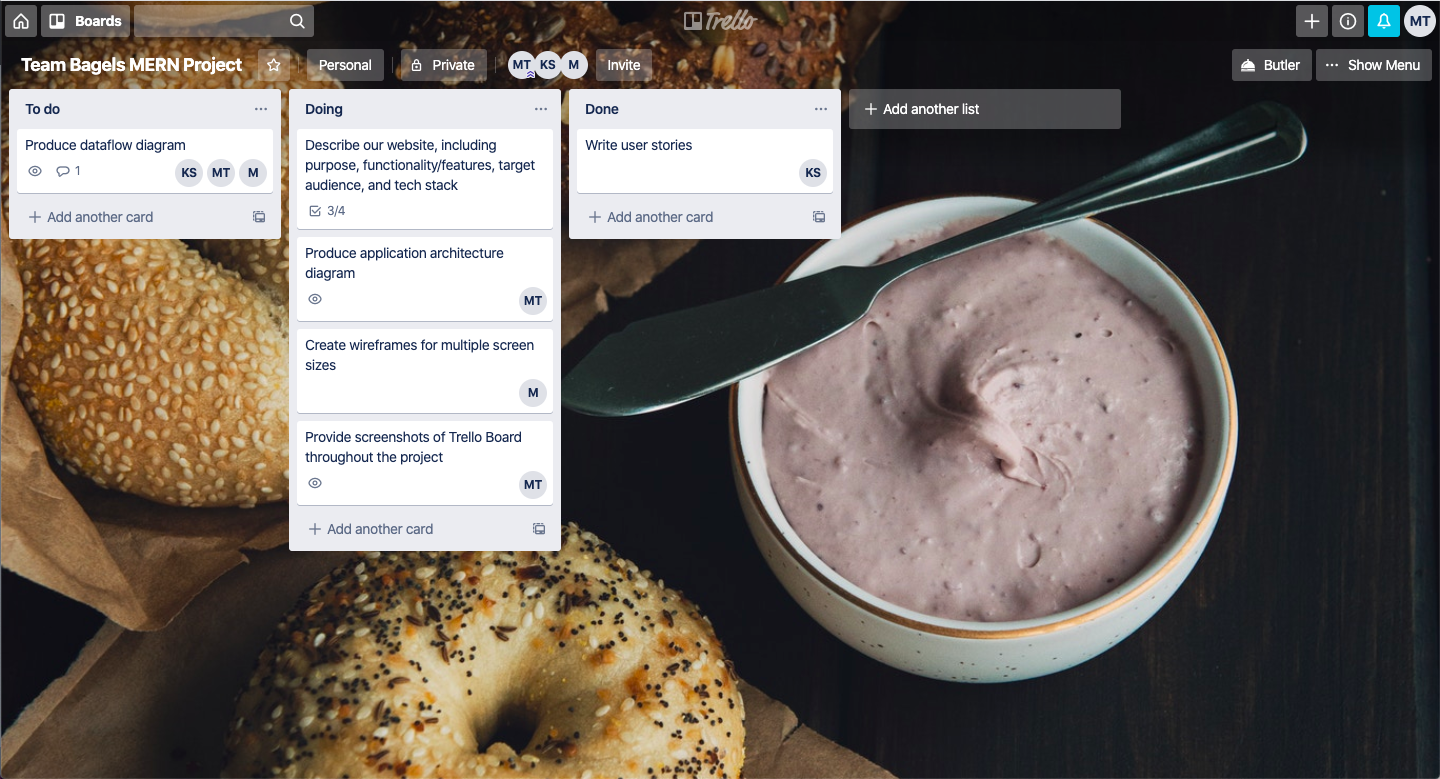 Boards
Trello
MT
Team Bagels MERN Project
Personal
Private
MT KS M
Invite
Butler
Show Menu
To do
Produce dataflow diagram
1
KS MT M
Add another card
Doing
Describe our website, including
purpose, functionality/features, target
audience, and tech stack
3/4
Produce application architecture
diagram
MT
Create wireframes for multiple screen
sizes
M
Provide screenshots of Trello Board
throughout the project
MT
Add another card
Done
Write user stories
KS
Add another card
Add another list